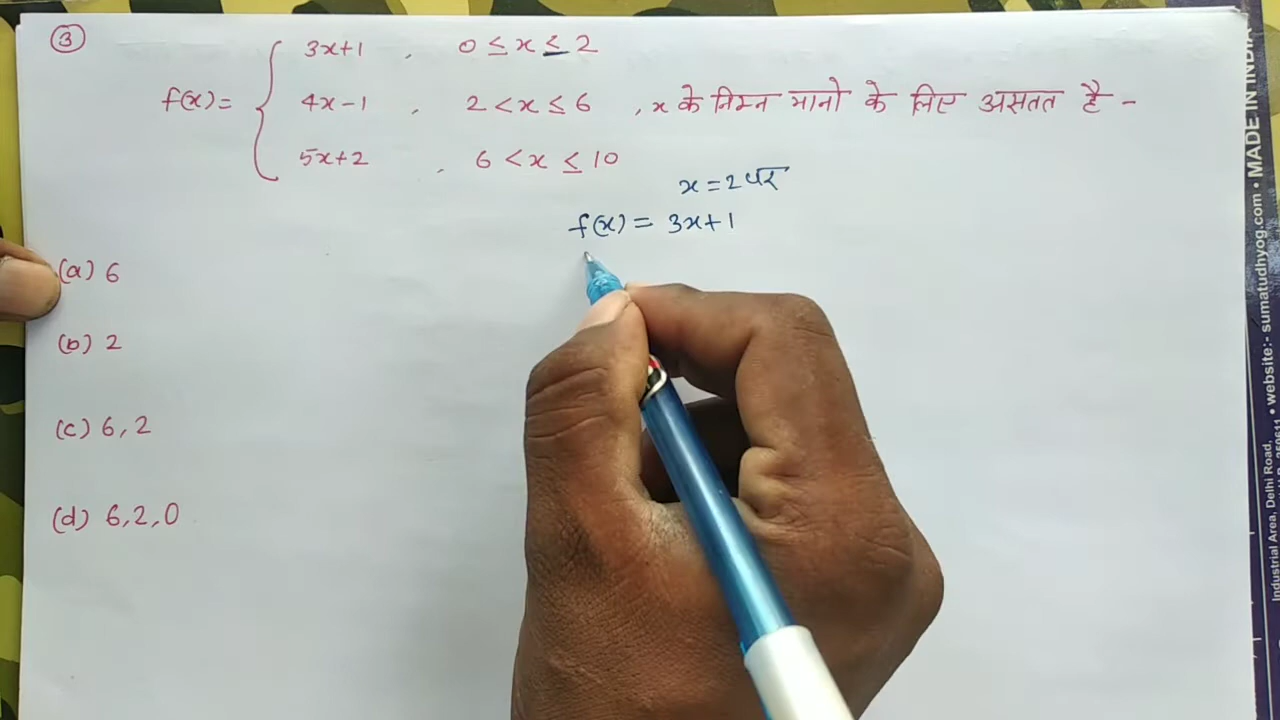 ③
3x+1 , 0 ≤ x ≤ 2
f(x)= { 4x-1 , 2 < x ≤ 6 , x के निम्न मानो के लिए असतत है -
5x+2 , 6 < x ≤ 10
x = 2 पर
f(x) = 3x+1
(a) 6
(b) 2
(c) 6, 2
(d) 6, 2, 0
Industrial Area, Delhi Road,
• website:- sumatudhyog.com • MADE IN INDIA